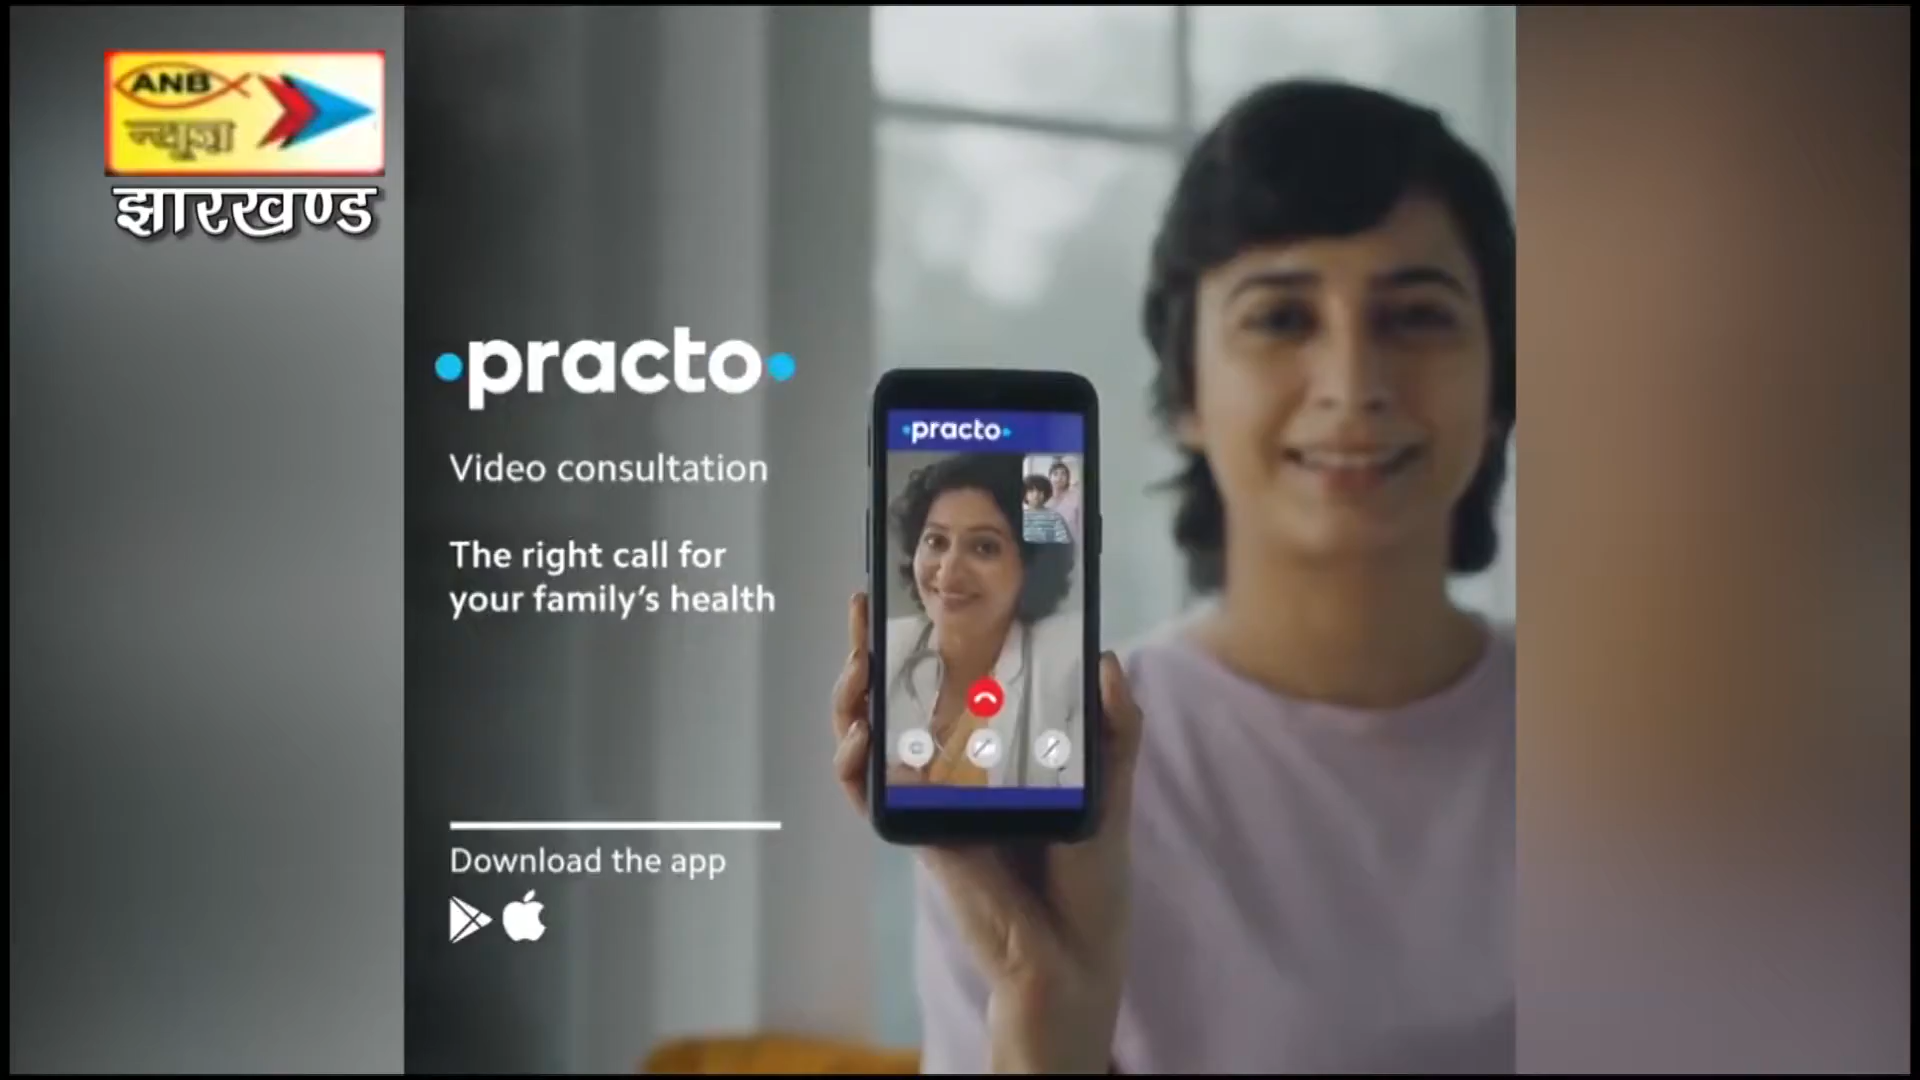 ANB
न्यूज़
झारखण्ड
practo
Video consultation
The right call for
your family's health
practo
Download the app